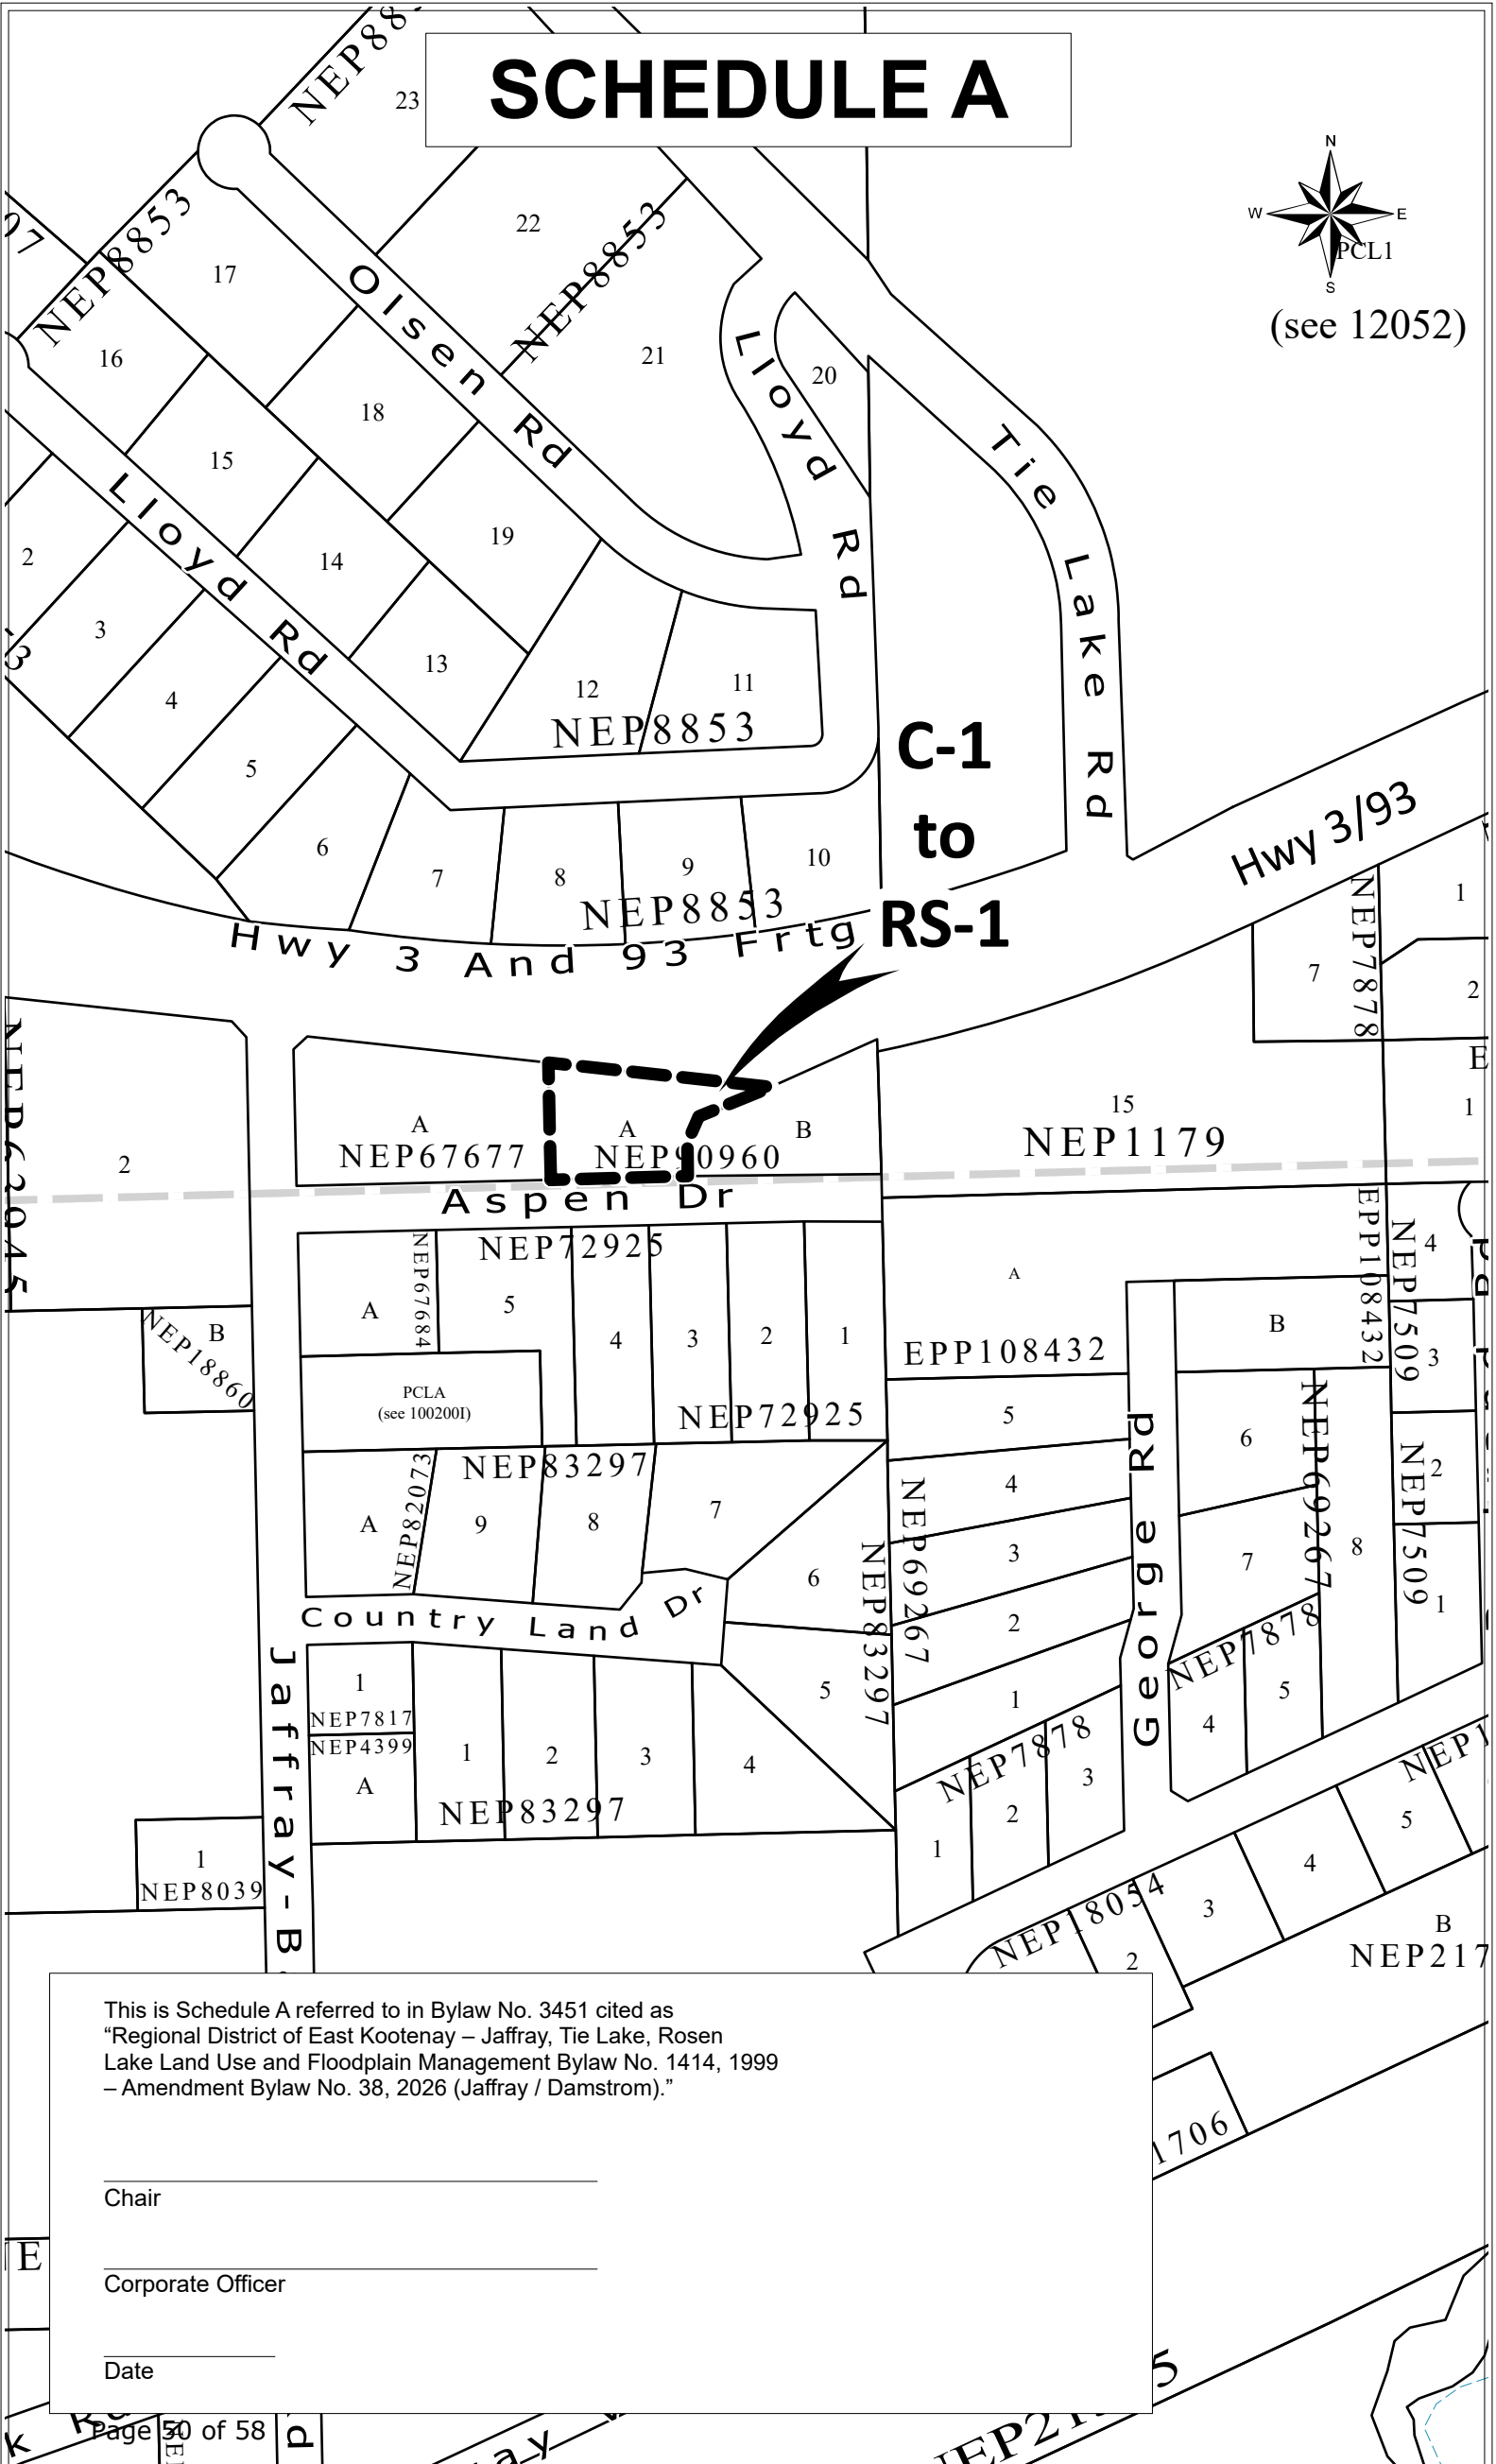 SCHEDULE A
NEP88
23
22
NEP8853
NEP8853
17
16
Olsen Rd
21
20
Lloyd Rd
N
W
E
S
PCL1
(see 12052)
18
15
19
14
13
12
11
NEP8853
Lloyd Rd
2
3
4
5
6
7
8
9
10
NEP8853
Tie Lake Rd
C-1
to
RS-1
Hwy 3/93
Hwy 3 And 93 Frtg
7
NEP7878
1
2
1
2
A
NEP67677
A
NEP90960
B
15
NEP1179
Aspen Dr
NEP72925
NEP67684
A
5
4
3
2
1
NEP72925
PCLA
(see 100200I)
B
NEP18860
A
EPP108432
EPP108432
B
NEP7509
4
3
2
1
NEP7509
A
NEP82073
NEP83297
9
8
7
6
5
NEP83297
NEP69267
5
4
3
2
1
George Rd
6
7
8
NEP69267
Country Land Dr
1
NEP7817
NEP4399
A
1
2
3
4
NEP83297
NEP7878
1
2
3
NEP7878
4
5
Jaffray-B
1
NEP8039
NEP18054
2
3
4
5
NEP1
B
NEP217
1706
This is Schedule A referred to in Bylaw No. 3451 cited as
“Regional District of East Kootenay – Jaffray, Tie Lake, Rosen
Lake Land Use and Floodplain Management Bylaw No. 1414, 1999
– Amendment Bylaw No. 38, 2026 (Jaffray / Damstrom).”
Chair
Corporate Officer
Date
Page 50 of 58